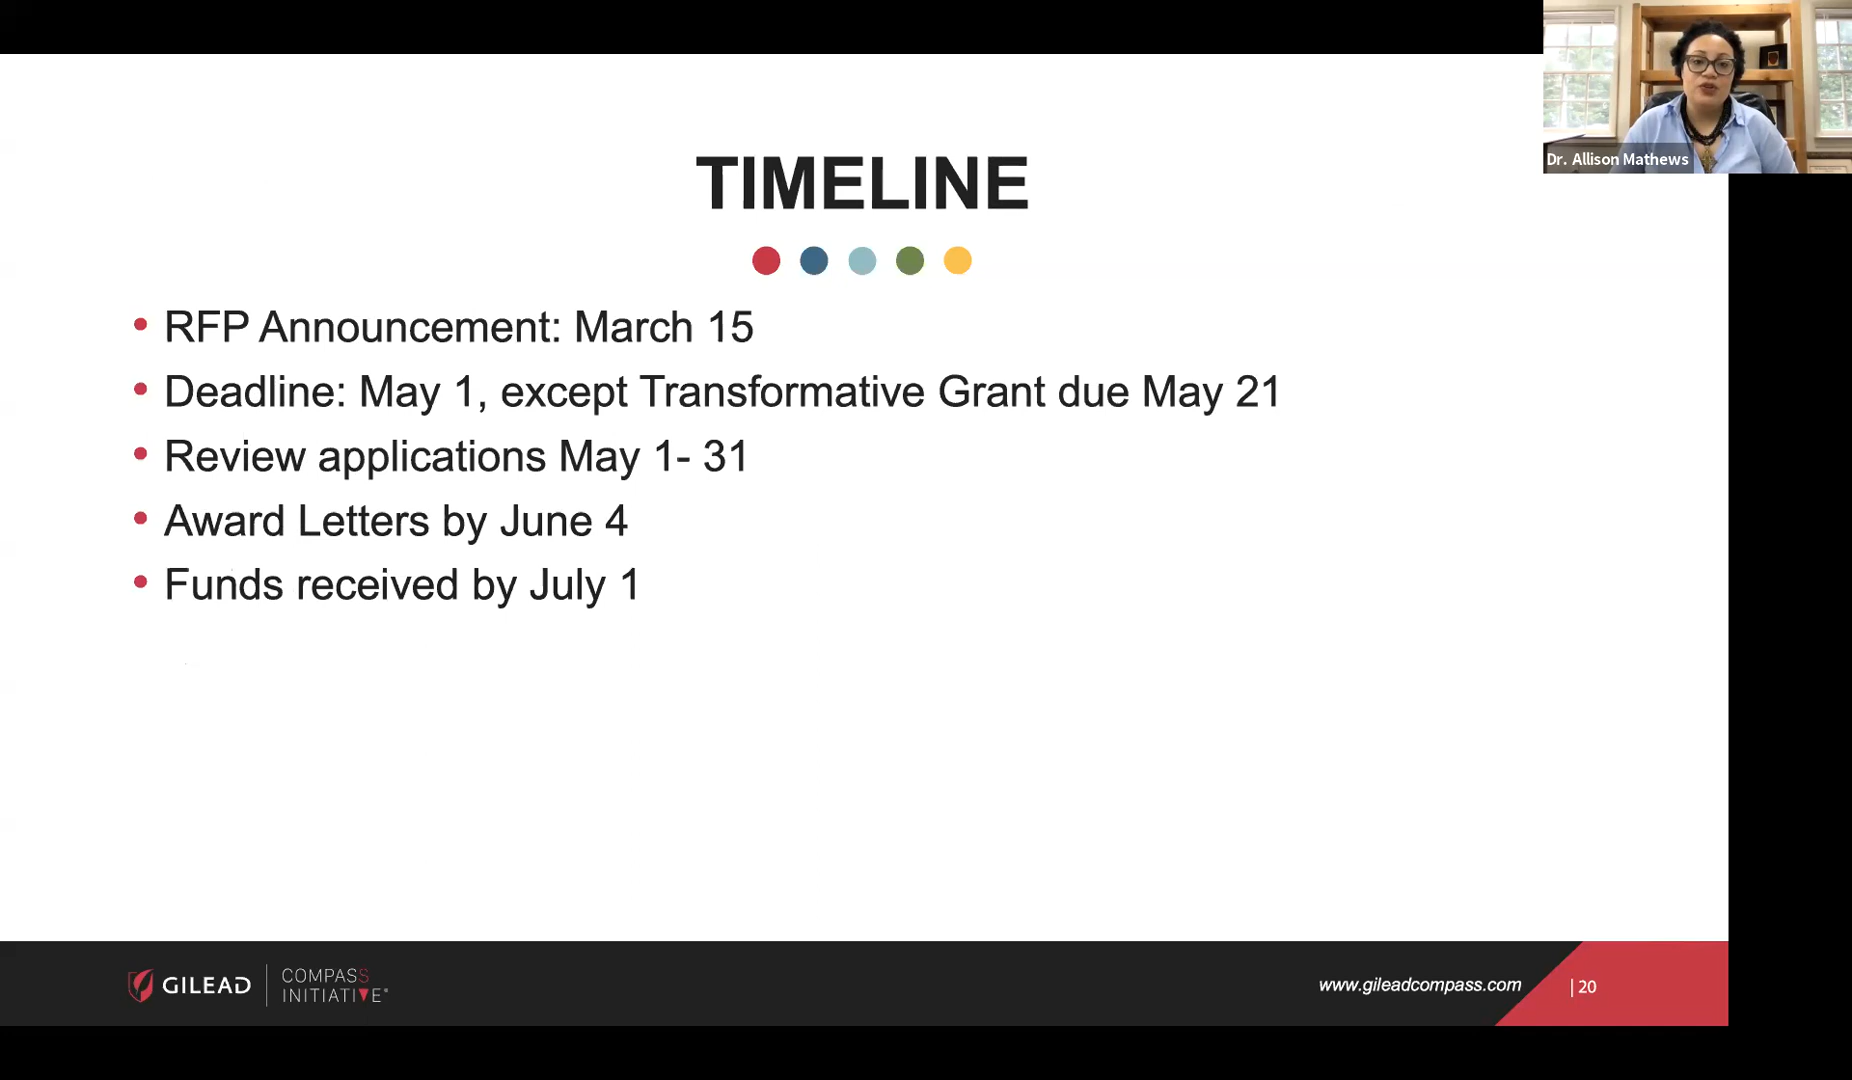 Dr. Allison Mathews
TIMELINE
• RFP Announcement: March 15
• Deadline: May 1, except Transformative Grant due May 21
• Review applications May 1- 31
• Award Letters by June 4
• Funds received by July 1
GILEAD
COMPASS
INITIATIVE®
www.gileadcompass.com
| 20